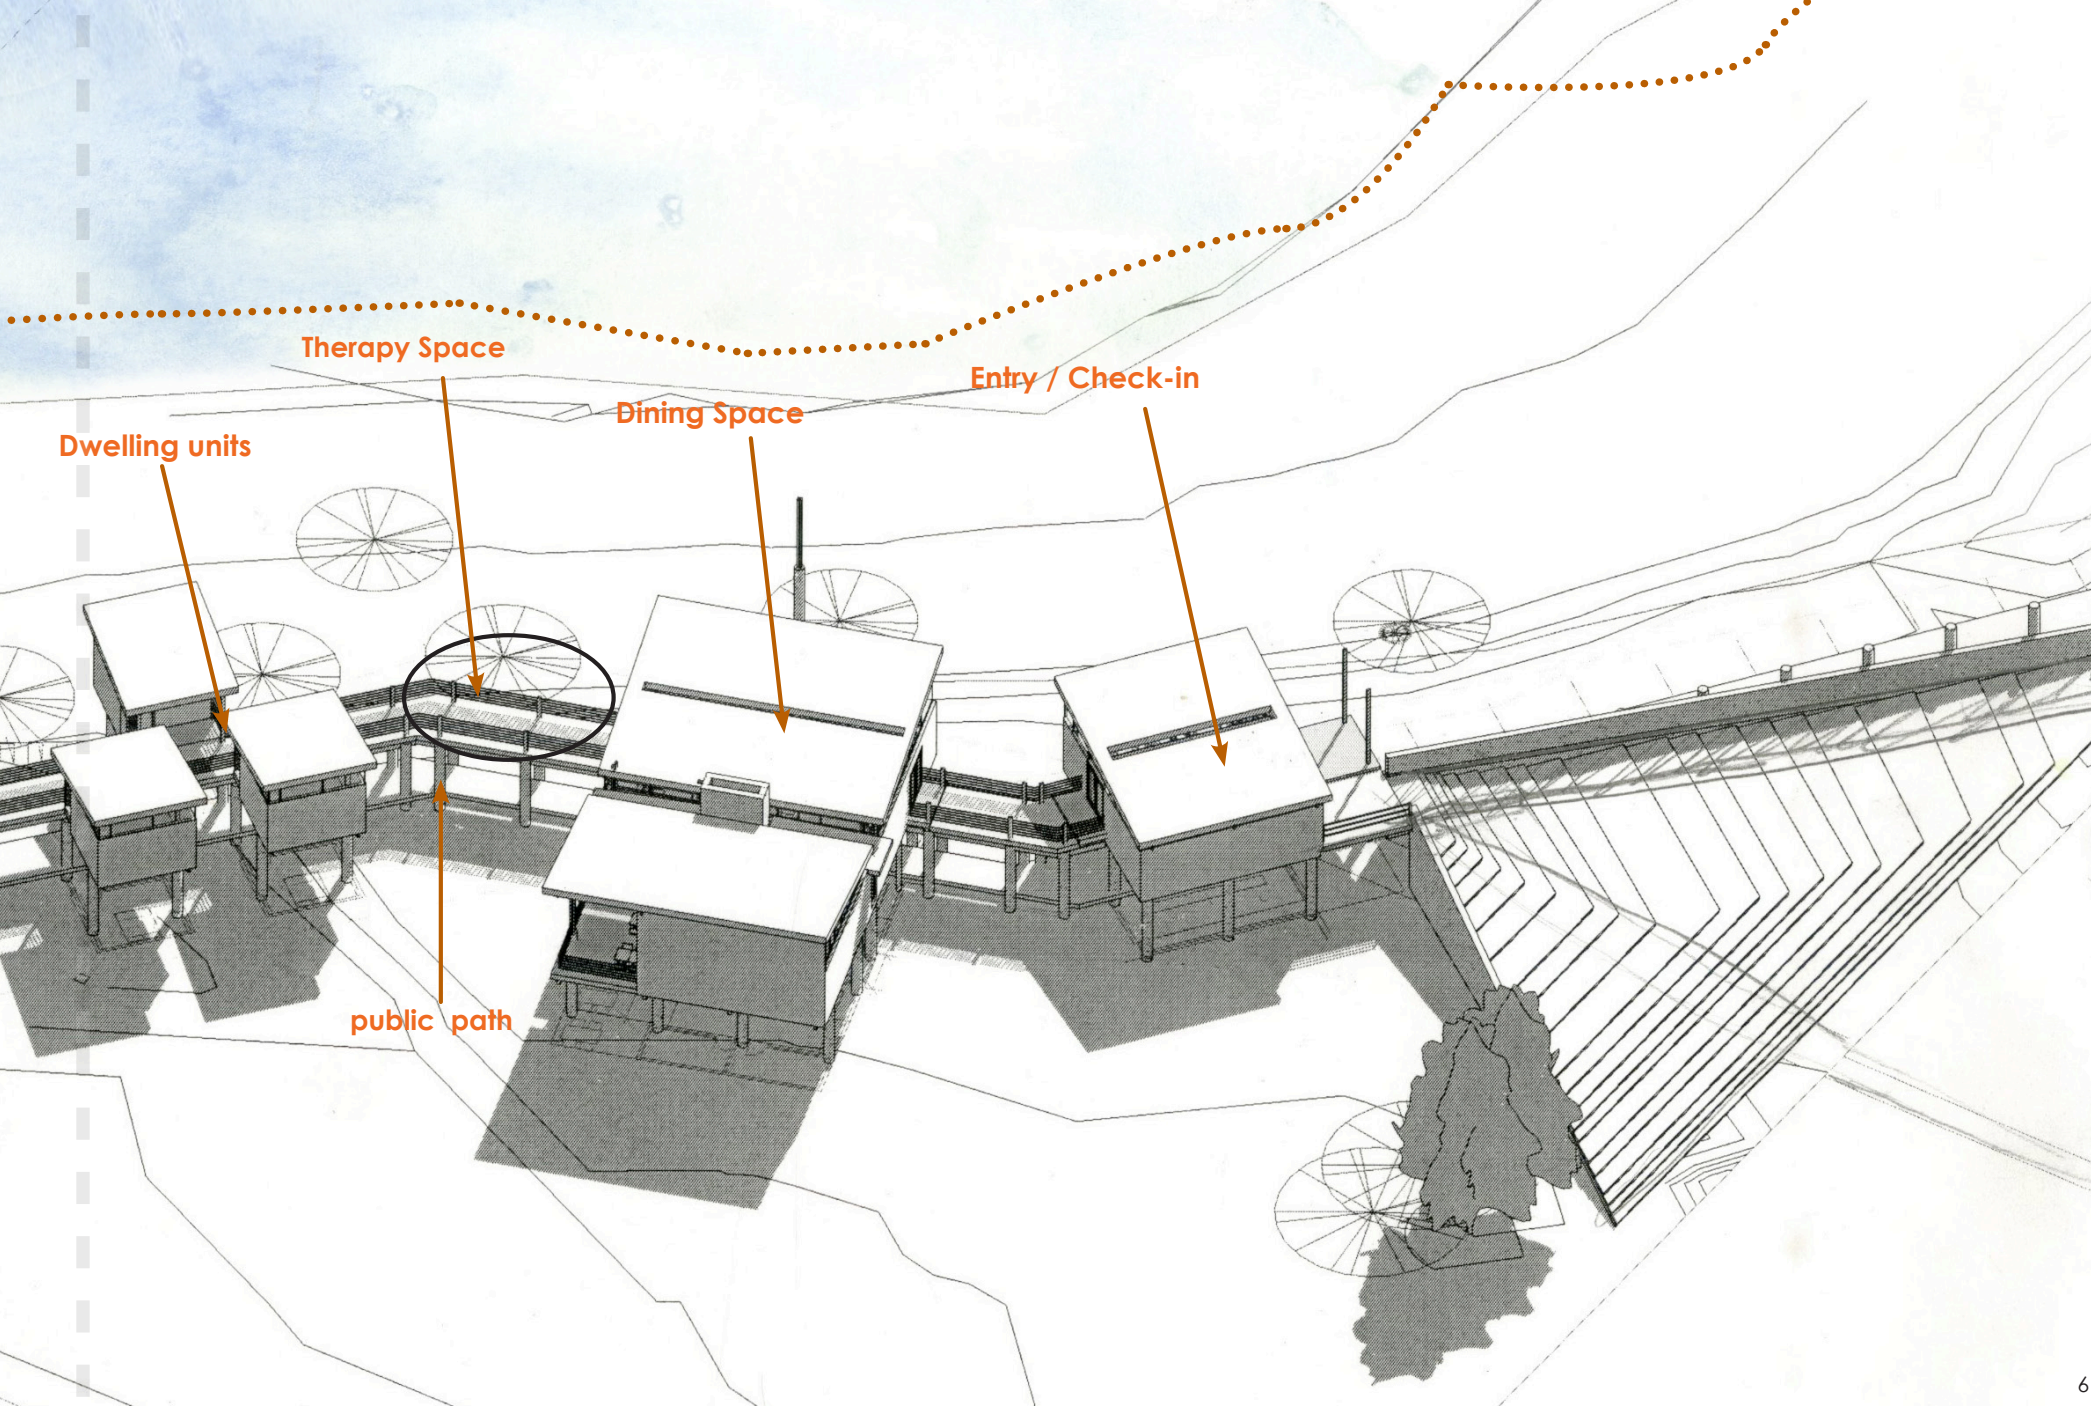 Therapy Space
Entry / Check-in
Dining Space
Dwelling units
public path
6